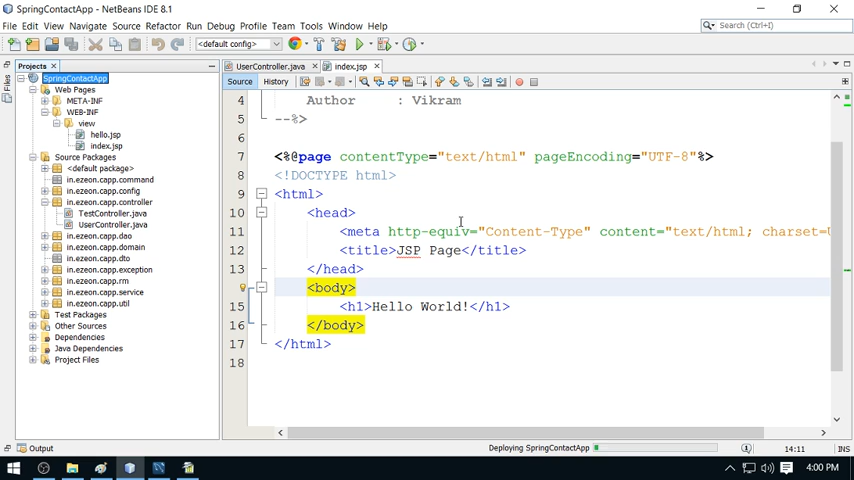 SpringContactApp - NetBeans IDE 8.1
File Edit View Navigate Source Refactor Run Debug Profile Team Tools Window Help
Search (Ctrl+I)
<default config>
Projects
UserController.java
index.jsp
Files
SpringContactApp
Source History
Web Pages
META-INF
WEB-INF
view
hello.jsp
index.jsp
Source Packages
<default package>
in.ezeon.capp.command
in.ezeon.capp.config
in.ezeon.capp.controller
TestController.java
UserController.java
in.ezeon.capp.dao
in.ezeon.capp.domain
in.ezeon.capp.dto
in.ezeon.capp.exception
in.ezeon.capp.rm
in.ezeon.capp.service
in.ezeon.capp.util
Test Packages
Other Sources
Dependencies
Java Dependencies
Project Files
4 Author : Vikram
5 --%>
6
7 <%@page contentType="text/html" pageEncoding="UTF-8"%>
8 <!DOCTYPE html>
9 <html>
10 <head>
11 <meta http-equiv="Content-Type" content="text/html; charset=U
12 <title>JSP Page</title>
13 </head>
<body>
15 <h1>Hello World!</h1>
16 </body>
17 </html>
18
Output
Deploying SpringContactApp
14:11
INS
4:00 PM